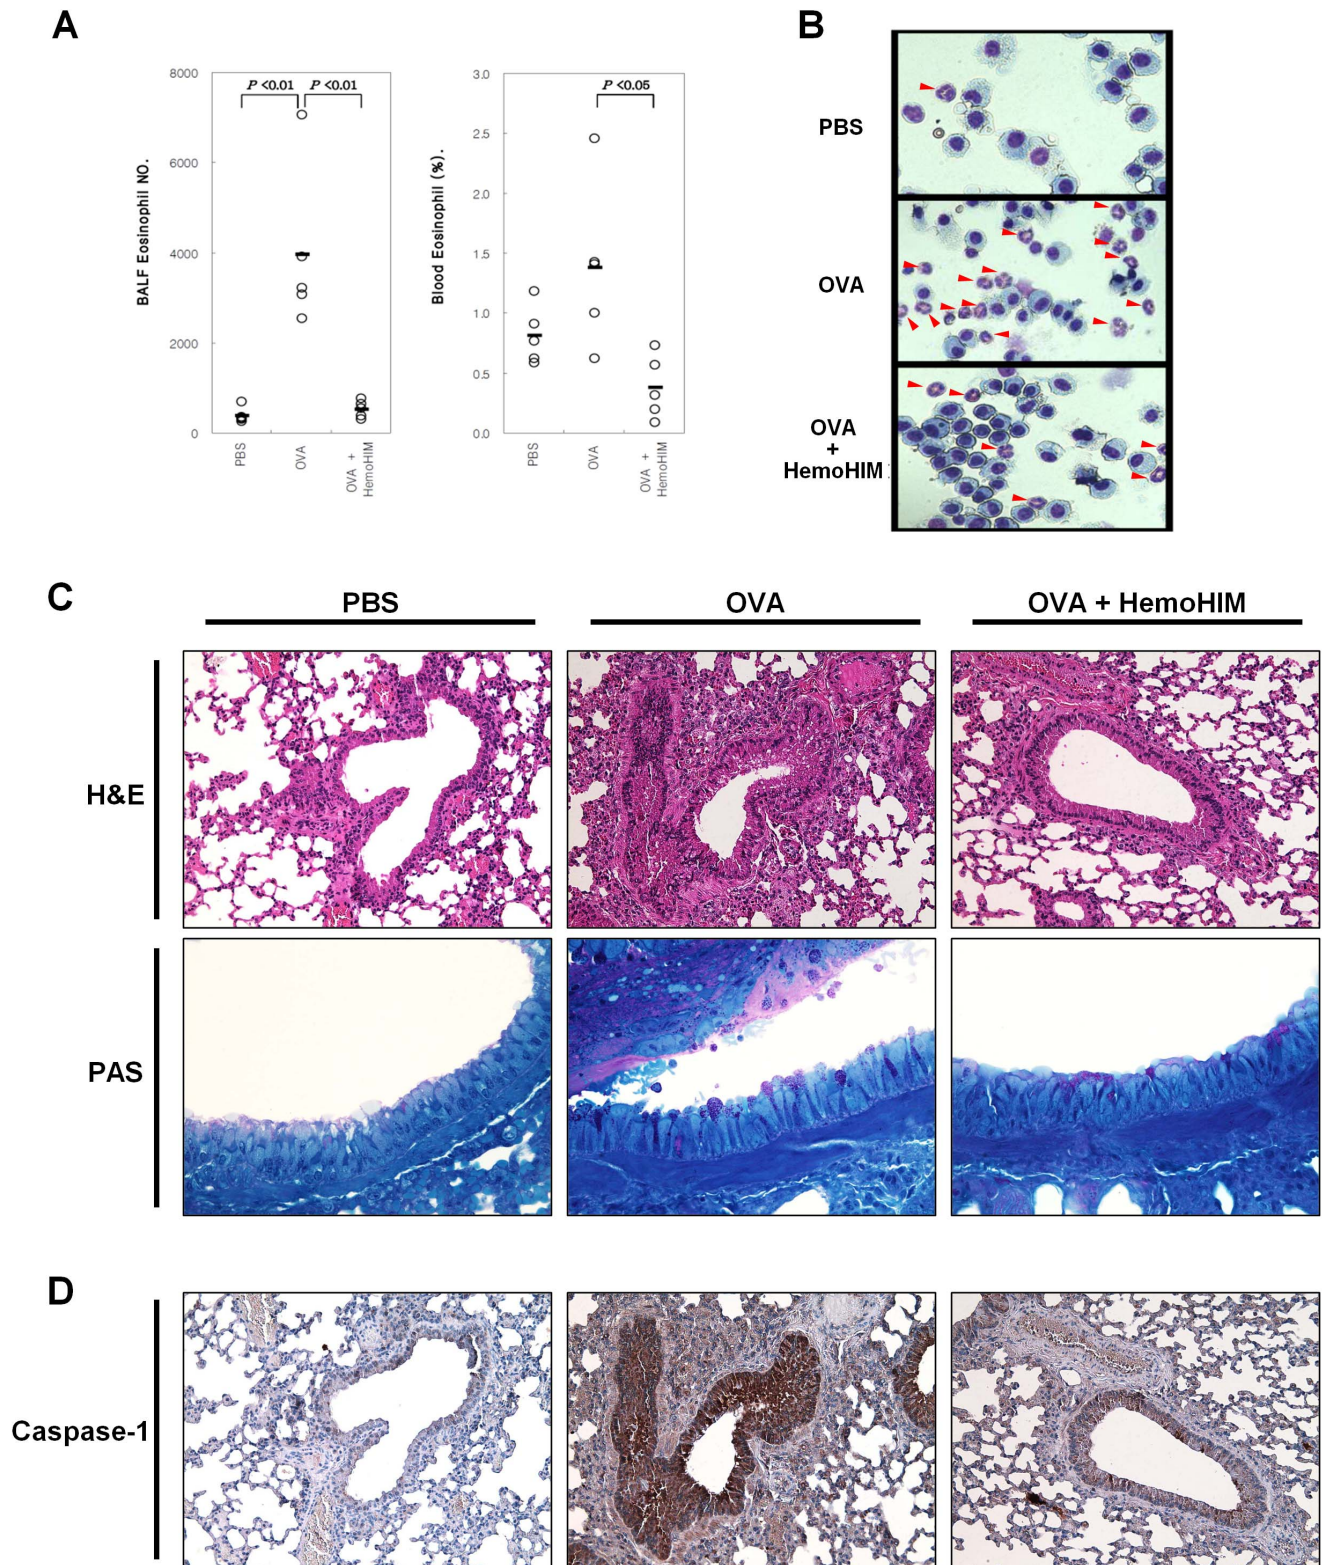 A
B
8000
6000
4000
2000
0
BALF Eosinophil NO.
P <0.01
P <0.01
PBS
OVA
OVA +
HemoHIM
3.0
2.5
2.0
1.5
1.0
0.5
0.0
Blood Eosinophil (%).
P <0.05
PBS
OVA
OVA +
HemoHIM
PBS
OVA
OVA
+
HemoHIM
C
PBS
OVA
OVA + HemoHIM
H&E
PAS
D
Caspase-1